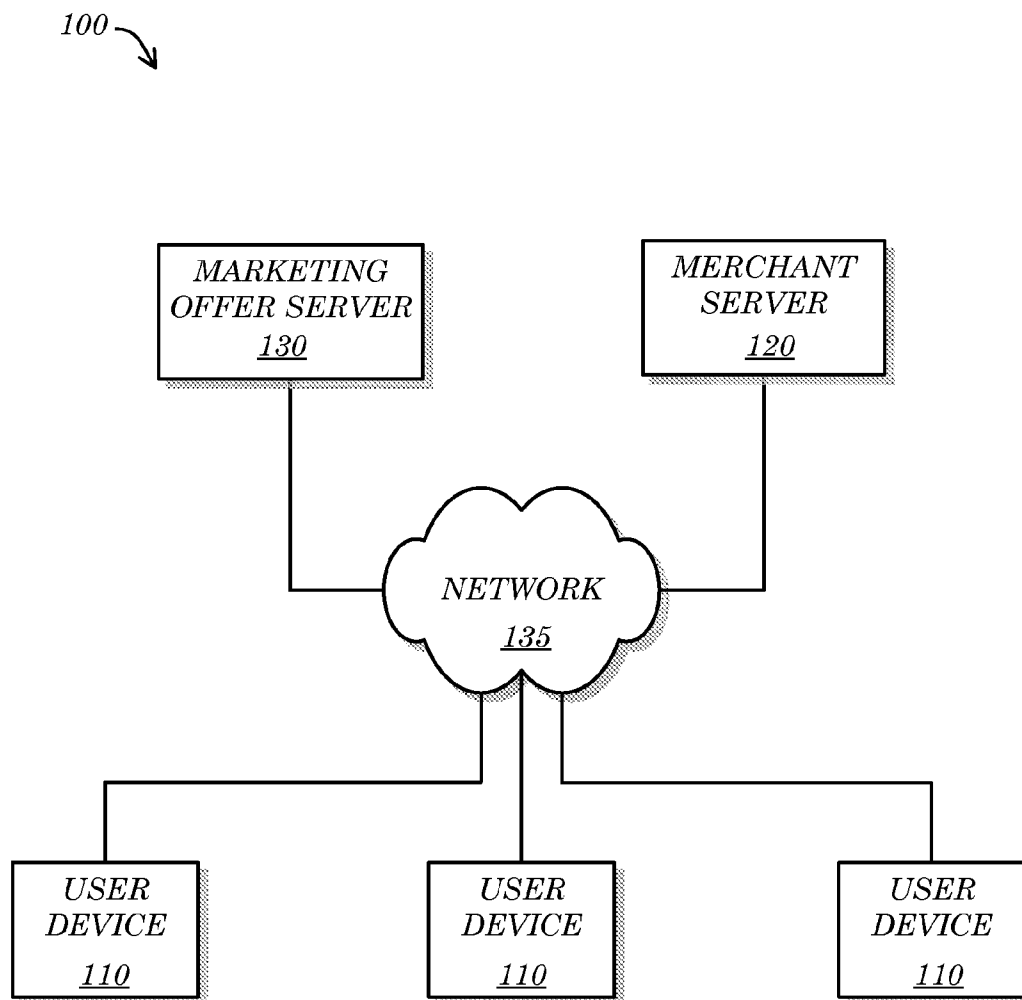 100
MARKETING
OFFER SERVER
130
MERCHANT
SERVER
120
NETWORK
135
USER
DEVICE
110
USER
DEVICE
110
USER
DEVICE
110